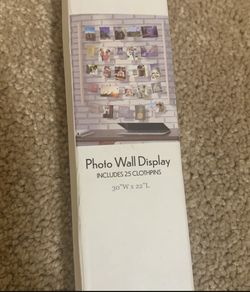 Photo Wall Display
INCLUDES 25 CLOTHPINS
30"W x 22"L